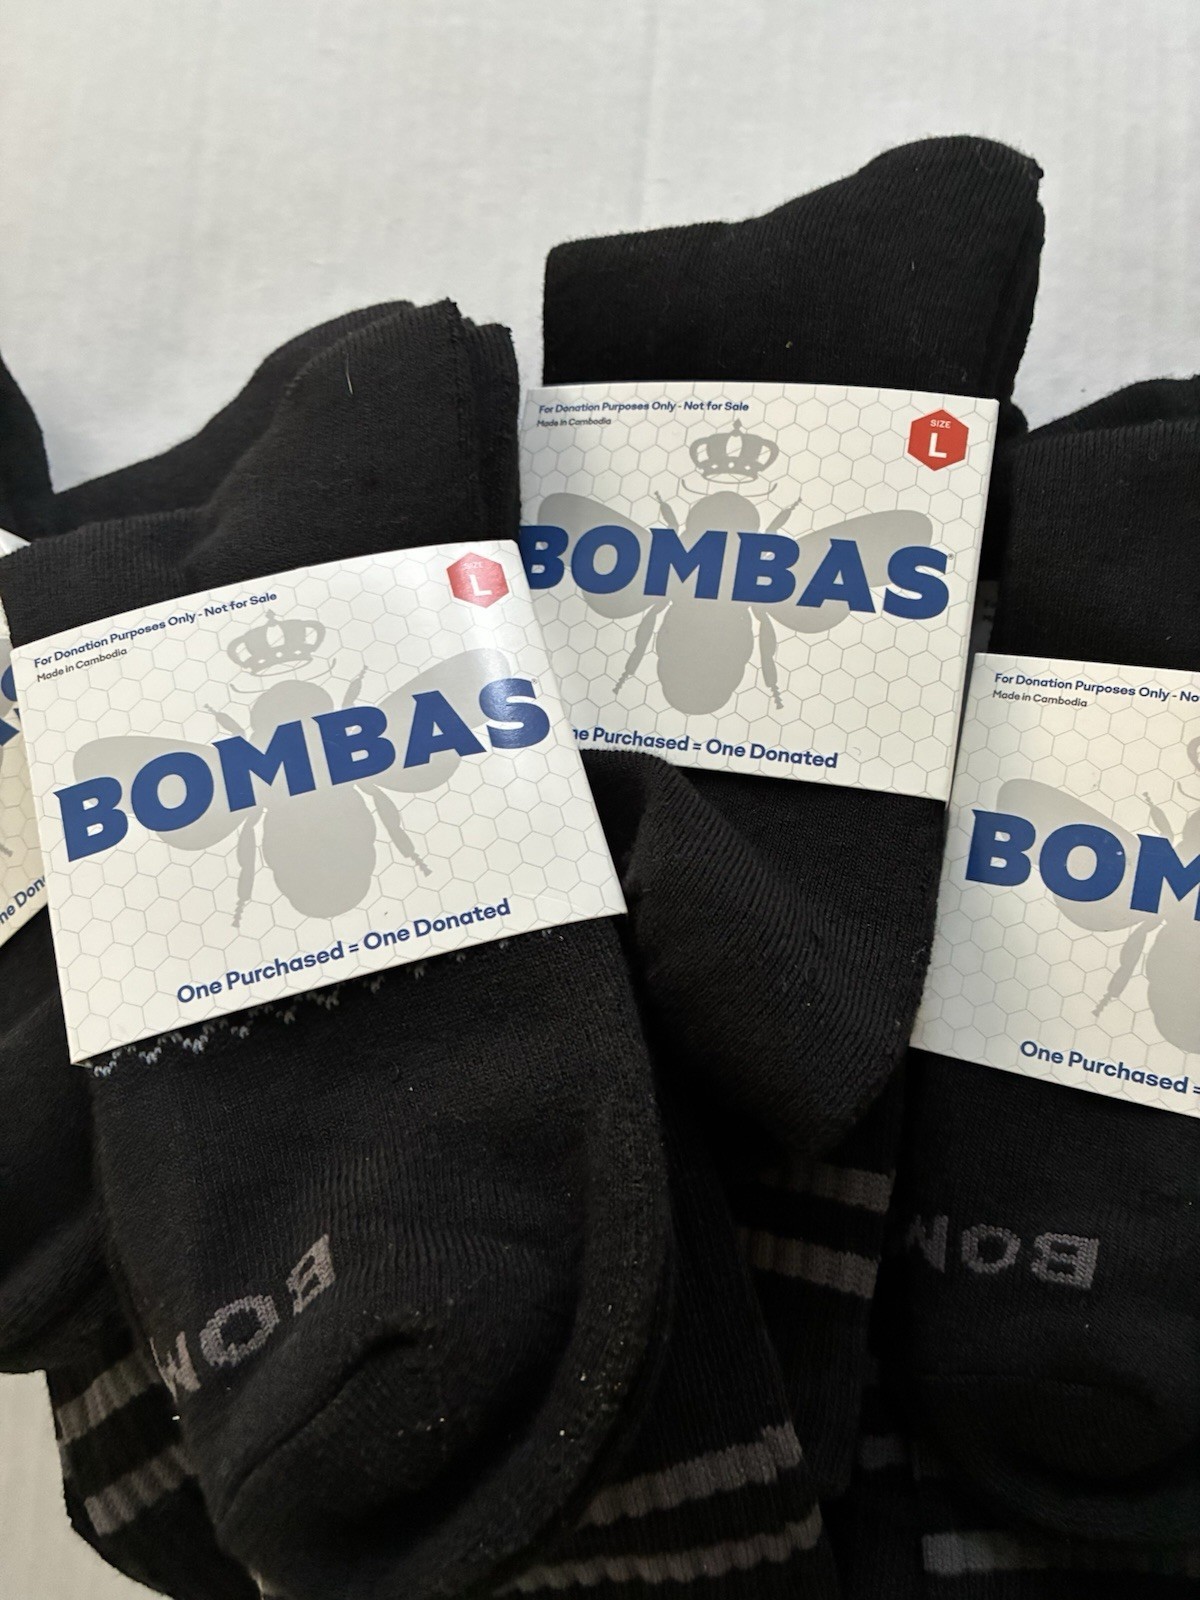 For Donation Purposes Only - Not for Sale
Made in Cambodia
SIZE
L
BOMBAS
Purchased = One Donated
For Donation Purposes Only - Not for Sale
Made in Cambodia
SIZE
L
BOMBAS
One Purchased = One Donated
BOM
For Donation Purposes Only - No
Made in Cambodia
BOM
One Purchased =
BOM